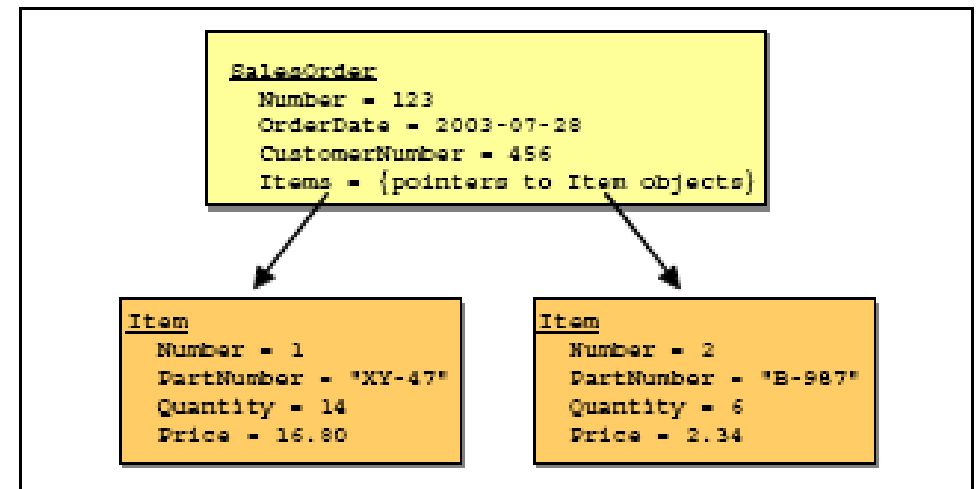 SalesOrder
Number = 123
OrderDate = 2003-07-28
CustomerNumber = 456
Items = {pointers to Item objects}
Item
Number = 1
PartNumber = "XY-47"
Quantity = 14
Price = 16.80
Item
Number = 2
PartNumber = "B-987"
Quantity = 6
Price = 2.34